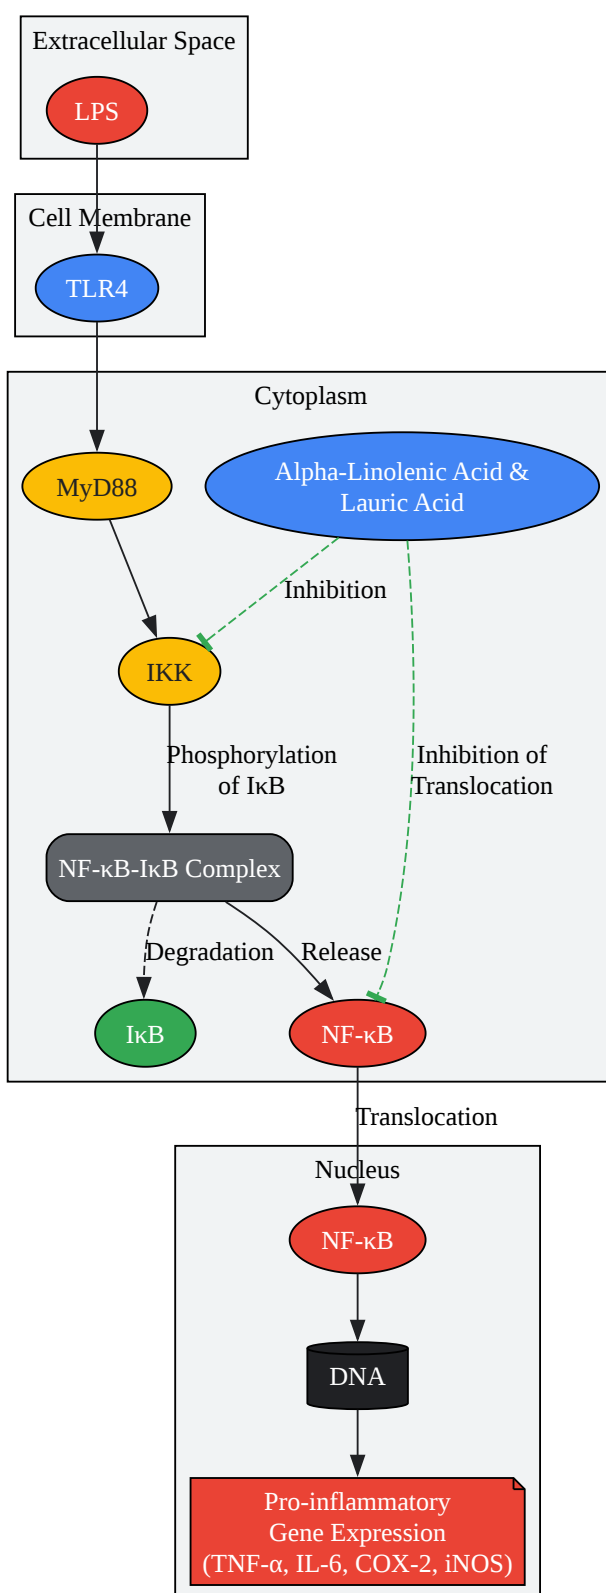 Extracellular Space
LPS
Cell Membrane
TLR4
Cytoplasm
MyD88
Alpha-Linolenic Acid &
Lauric Acid
Inhibition
IKK
Phosphorylation
of IκB
Inhibition of
Translocation
NF-κB-IκB Complex
Degradation
Release
IκB
NF-κB
Translocation
Nucleus
NF-κB
DNA
Pro-inflammatory
Gene Expression
(TNF-α, IL-6, COX-2, iNOS)